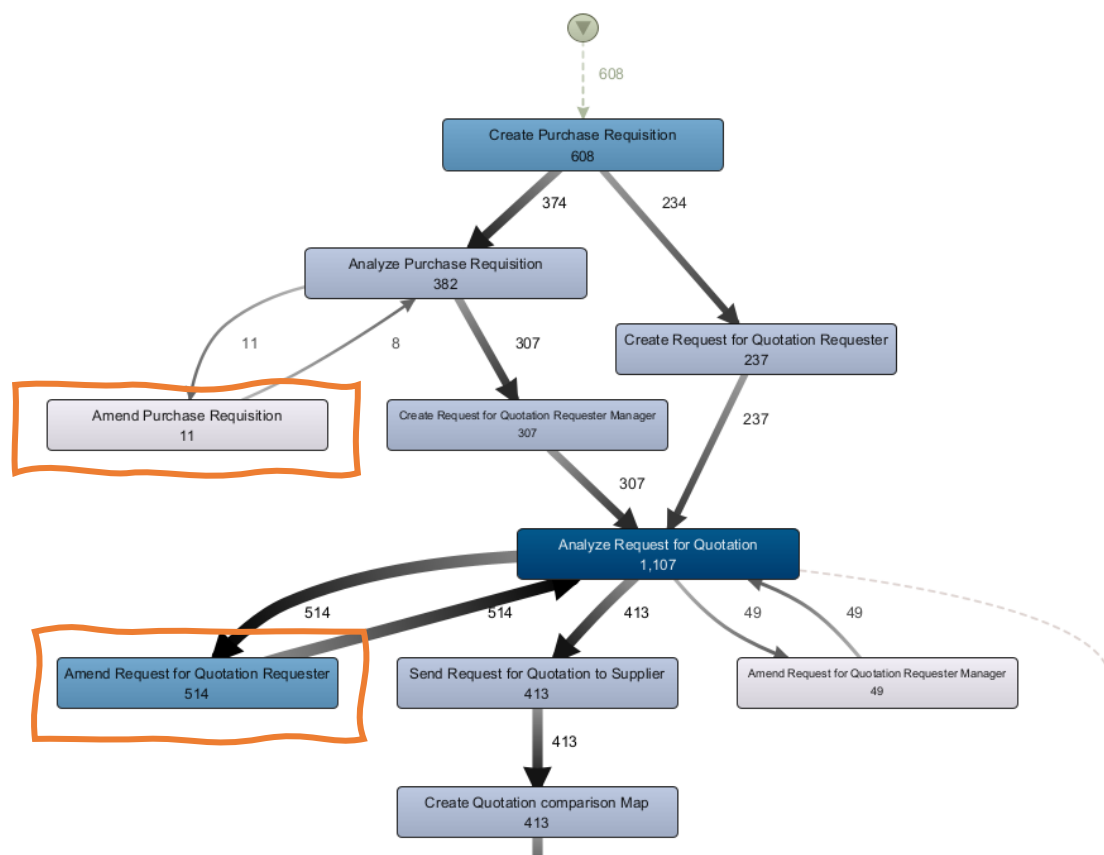 608
Create Purchase Requisition
608
374
234
Analyze Purchase Requisition
382
Create Request for Quotation Requester
237
11
8
307
Amend Purchase Requisition
11
Create Request for Quotation Requester Manager
307
237
307
Analyze Request for Quotation
1,107
514
514
413
49
49
Amend Request for Quotation Requester
514
Send Request for Quotation to Supplier
413
Amend Request for Quotation Requester Manager
49
413
Create Quotation comparison Map
413